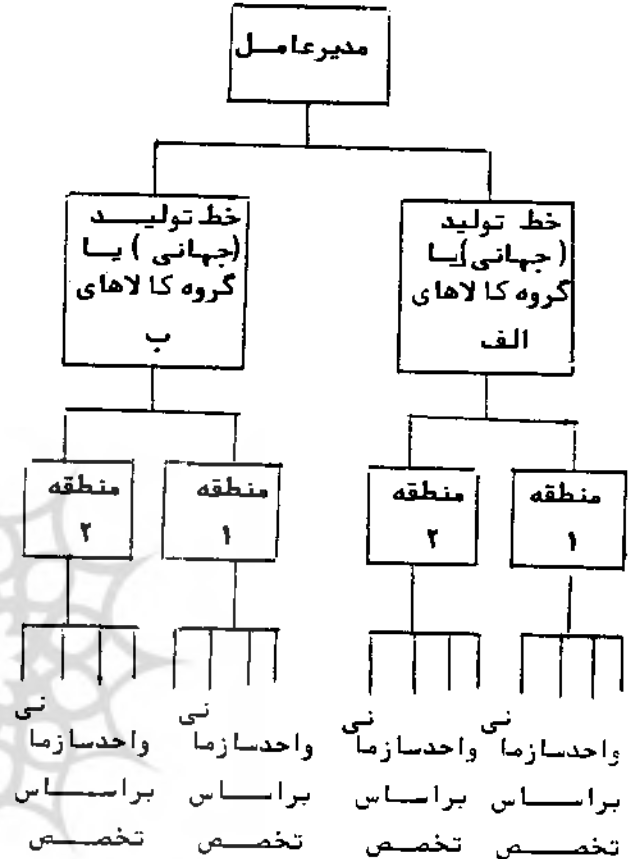 مدیرعامل
خط تولید
(جهانی) یا
گروه کالاهای
الف
خط تولید
(جهانی) یا
گروه کالاهای
ب
منطقه
۱
منطقه
۲
منطقه
۱
منطقه
۲
واحدسازمانی
براساس
تخصص
واحدسازمانی
براساس
تخصص
واحدسازمانی
براساس
تخصص
واحدسازمانی
براساس
تخصص